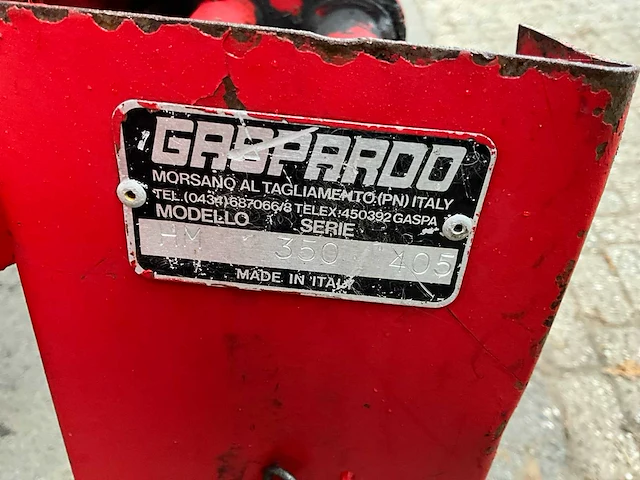 GASPARDO
MORSANO AL TAGLIAMENTO.(PN) ITALY
TEL.(0434)687066/8 TELEX:450392 GASPA
MODELLO SERIE
HM 350 405
MADE IN ITALY